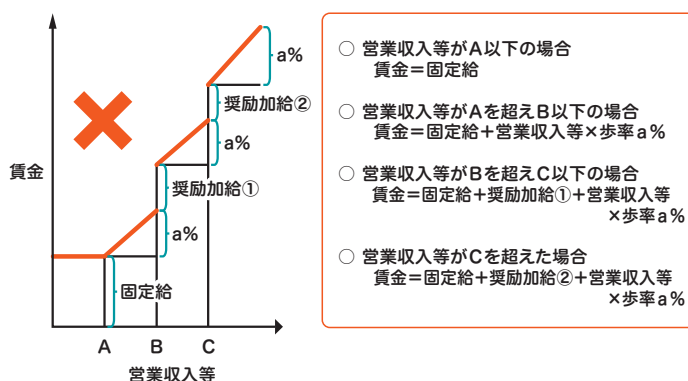 a%
奨励加給②
a%
賃金
奨励加給①
a%
固定給
A B C
営業収入等
○ 営業収入等がA以下の場合
賃金＝固定給
○ 営業収入等がAを超えB以下の場合
賃金＝固定給＋営業収入等×歩率a%
○ 営業収入等がBを超えC以下の場合
賃金＝固定給＋奨励加給①＋営業収入等
×歩率a%
○ 営業収入等がCを超えた場合
賃金＝固定給＋奨励加給②＋営業収入等
×歩率a%